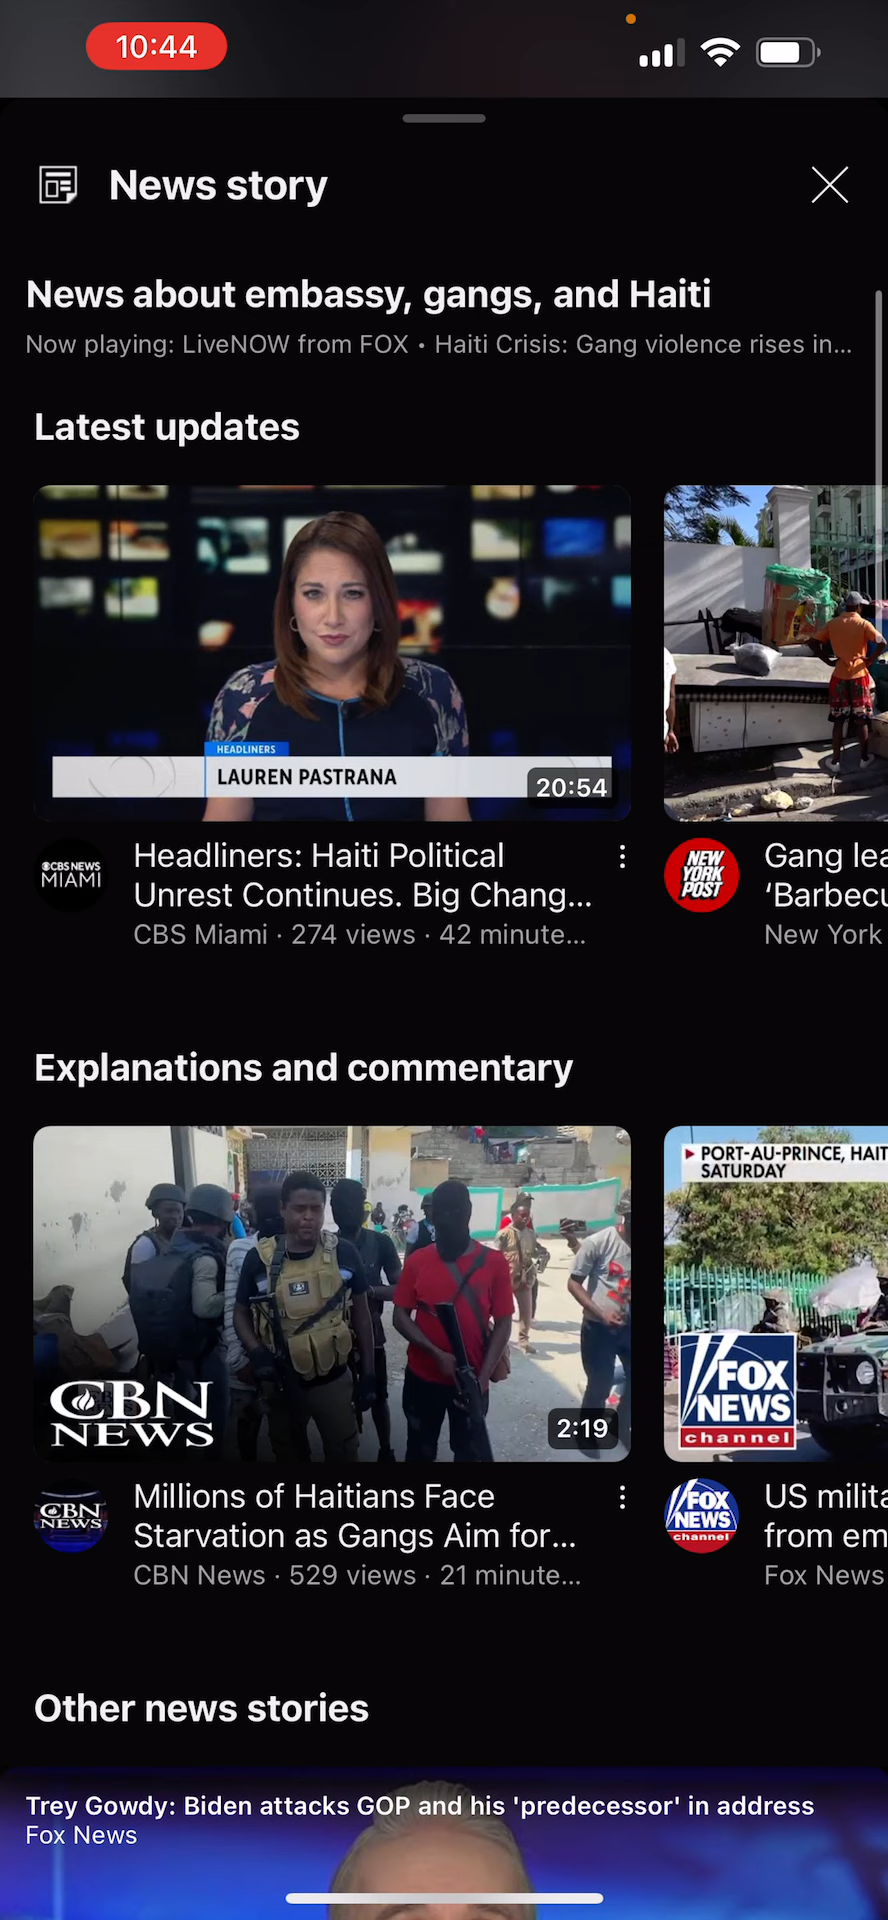 10:44
News story
News about embassy, gangs, and Haiti
Now playing: LiveNOW from FOX • Haiti Crisis: Gang violence rises in...
Latest updates
HEADLINERS
LAUREN PASTRANA
20:54
CBS NEWS
MIAMI
Headliners: Haiti Political
Unrest Continues. Big Chang...
CBS Miami · 274 views · 42 minute...
NEW
YORK
POST
Gang lea
'Barbecu
New York
Explanations and commentary
CBN
NEWS
2:19
CBN
NEWS
Millions of Haitians Face
Starvation as Gangs Aim for...
CBN News · 529 views · 21 minute...
PORT-AU-PRINCE, HAIT
SATURDAY
FOX
NEWS
channel
FOX
NEWS
channel
US milita
from em
Fox News
Other news stories
Trey Gowdy: Biden attacks GOP and his 'predecessor' in address
Fox News